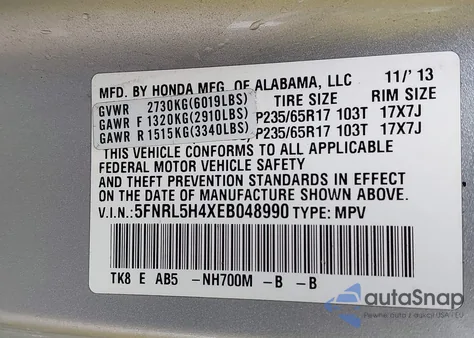 MFD. BY HONDA MFG. OF ALABAMA, LLC 11/'13
GVWR 2730KG(6019LBS) TIRE SIZE RIM SIZE
GAWR F 1320KG(2910LBS) P235/65R17 103T 17X7J
GAWR R 1515KG(3340LBS) P235/65R17 103T 17X7J
THIS VEHICLE CONFORMS TO ALL APPLICABLE
FEDERAL MOTOR VEHICLE SAFETY
AND THEFT PREVENTION STANDARDS IN EFFECT
ON THE DATE OF MANUFACTURE SHOWN ABOVE.
V.I.N.: 5FNRL5H4XEB048990 TYPE: MPV
TK8 E AB5 -NH700M -B -B
autoSnap